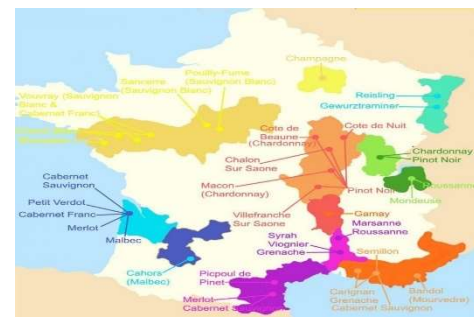 Champagne
Pouilly-Fume
(Sauvignon Blanc)
Sancerre
(Sauvignon Blanc)
Vouvray (Sauvignon
Blanc &
Cabernet Franc)
Reisling
Gewurztraminer
Cote de
Beaune
(Chardonnay)
Cote de Nuit
Chardonnay
Pinot Noir
Chalon
Sur Saone
Roussanne
Mondeuse
Macon
(Chardonnay)
Pinot Noir
Cabernet
Sauvignon
Petit Verdot
Cabernet Franc
Merlot
Malbec
Villefranche
Sur Saone
Gamay
Marsanne
Roussanne
Syrah
Viognier
Grenache
Semillon
Cahors
(Malbec)
Picpoul de
Pinet
Merlot
Cabernet
Carignan
Grenache
Cabernet Sauvignon
Bandol
(Mourvedre)